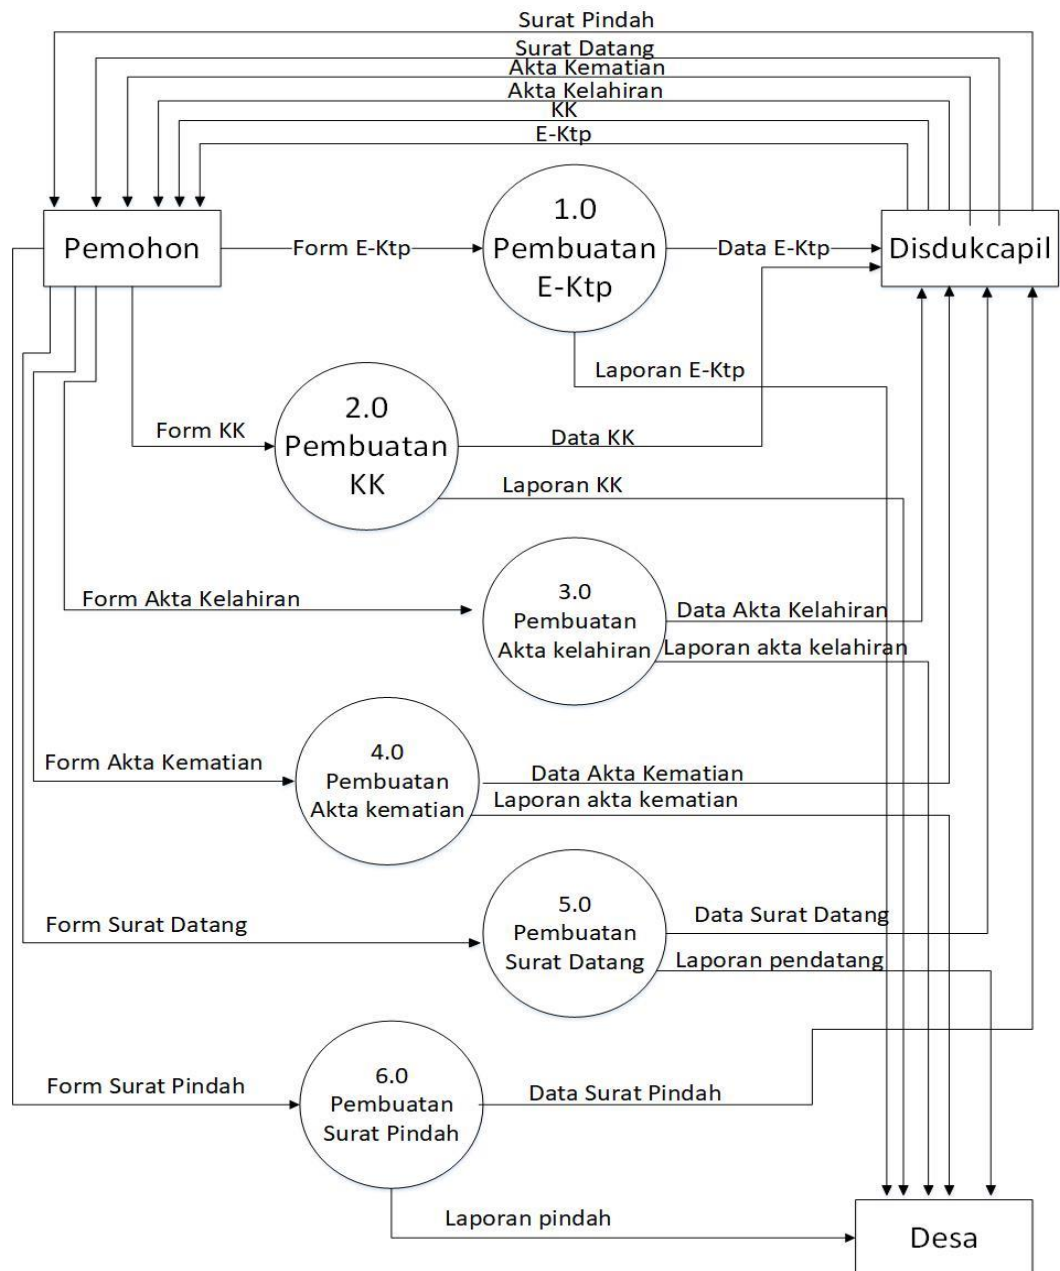 Surat Pindah
Surat Datang
Akta Kematian
Akta Kelahiran
KK
E-Ktp
Pemohon
Form E-Ktp
1.0
Pembuatan
E-Ktp
Data E-Ktp
Disdukcapil
Laporan E-Ktp
Form KK
2.0
Pembuatan
KK
Data KK
Laporan KK
Form Akta Kelahiran
3.0
Pembuatan
Akta kelahiran
Data Akta Kelahiran
Laporan akta kelahiran
Form Akta Kematian
4.0
Pembuatan
Akta kematian
Data Akta Kematian
Laporan akta kematian
Form Surat Datang
5.0
Pembuatan
Surat Datang
Data Surat Datang
Laporan pendatang
Form Surat Pindah
6.0
Pembuatan
Surat Pindah
Data Surat Pindah
Laporan pindah
Desa